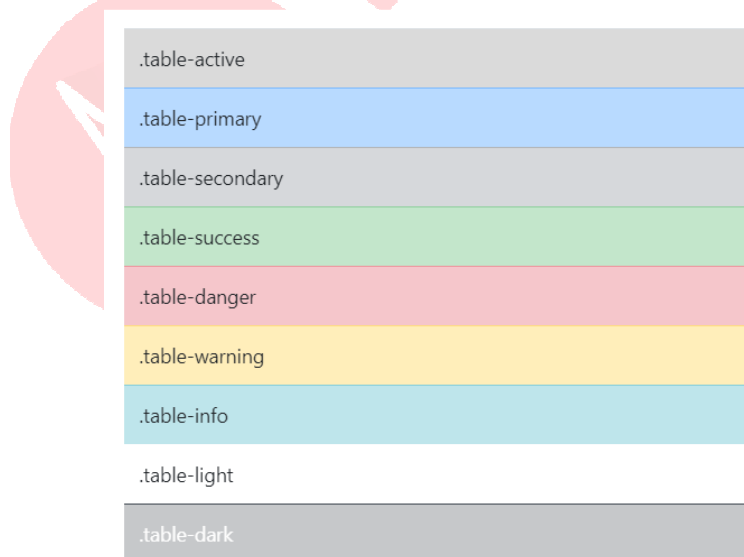 .table-active
.table-primary
.table-secondary
.table-success
.table-danger
.table-warning
.table-info
.table-light
.table-dark